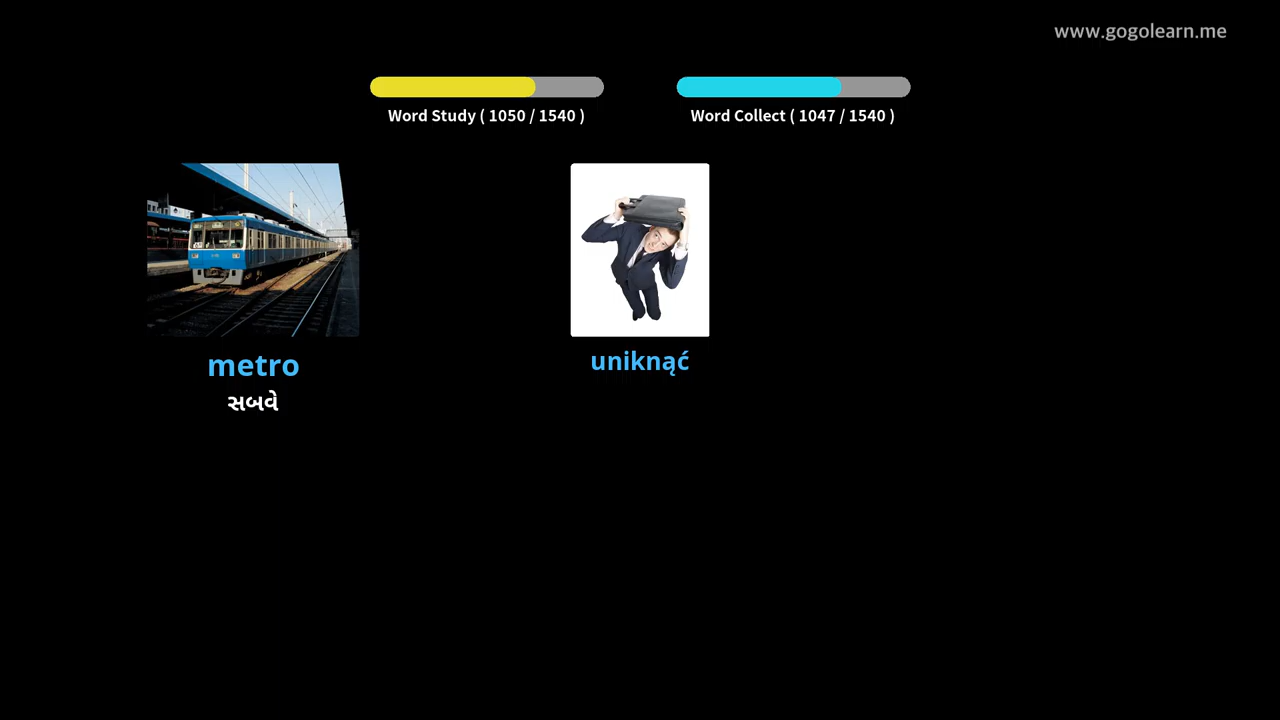 www.gogolearn.me
Word Study ( 1050 / 1540 )
Word Collect ( 1047 / 1540 )
metro
uniknąć
સબવે